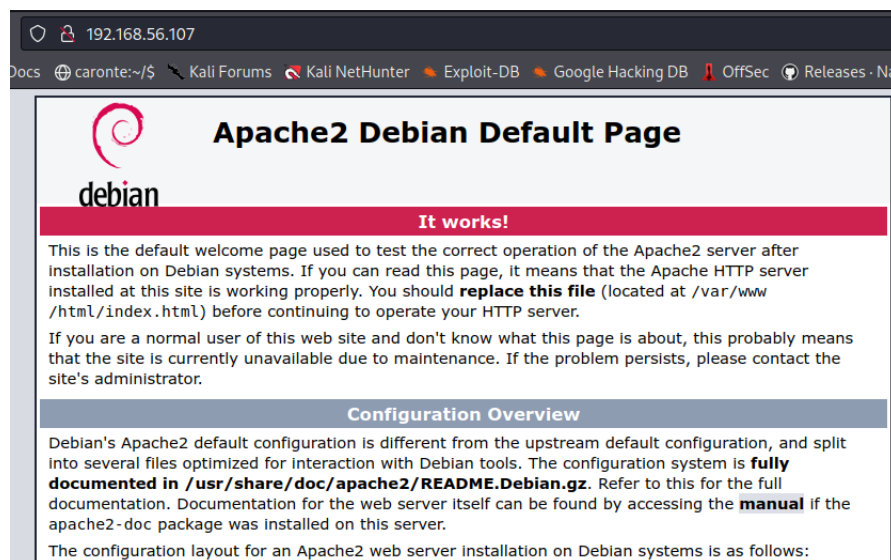 192.168.56.107
Docs caronte:~/$ Kali Forums Kali NetHunter Exploit-DB Google Hacking DB OffSec Releases · Na
debian
Apache2 Debian Default Page
It works!
This is the default welcome page used to test the correct operation of the Apache2 server after
installation on Debian systems. If you can read this page, it means that the Apache HTTP server
installed at this site is working properly. You should replace this file (located at /var/www
/html/index.html) before continuing to operate your HTTP server.
If you are a normal user of this web site and don't know what this page is about, this probably means
that the site is currently unavailable due to maintenance. If the problem persists, please contact the
site's administrator.
Configuration Overview
Debian's Apache2 default configuration is different from the upstream default configuration, and split
into several files optimized for interaction with Debian tools. The configuration system is fully
documented in /usr/share/doc/apache2/README.Debian.gz. Refer to this for the full
documentation. Documentation for the web server itself can be found by accessing the manual if the
apache2-doc package was installed on this server.
The configuration layout for an Apache2 web server installation on Debian systems is as follows: